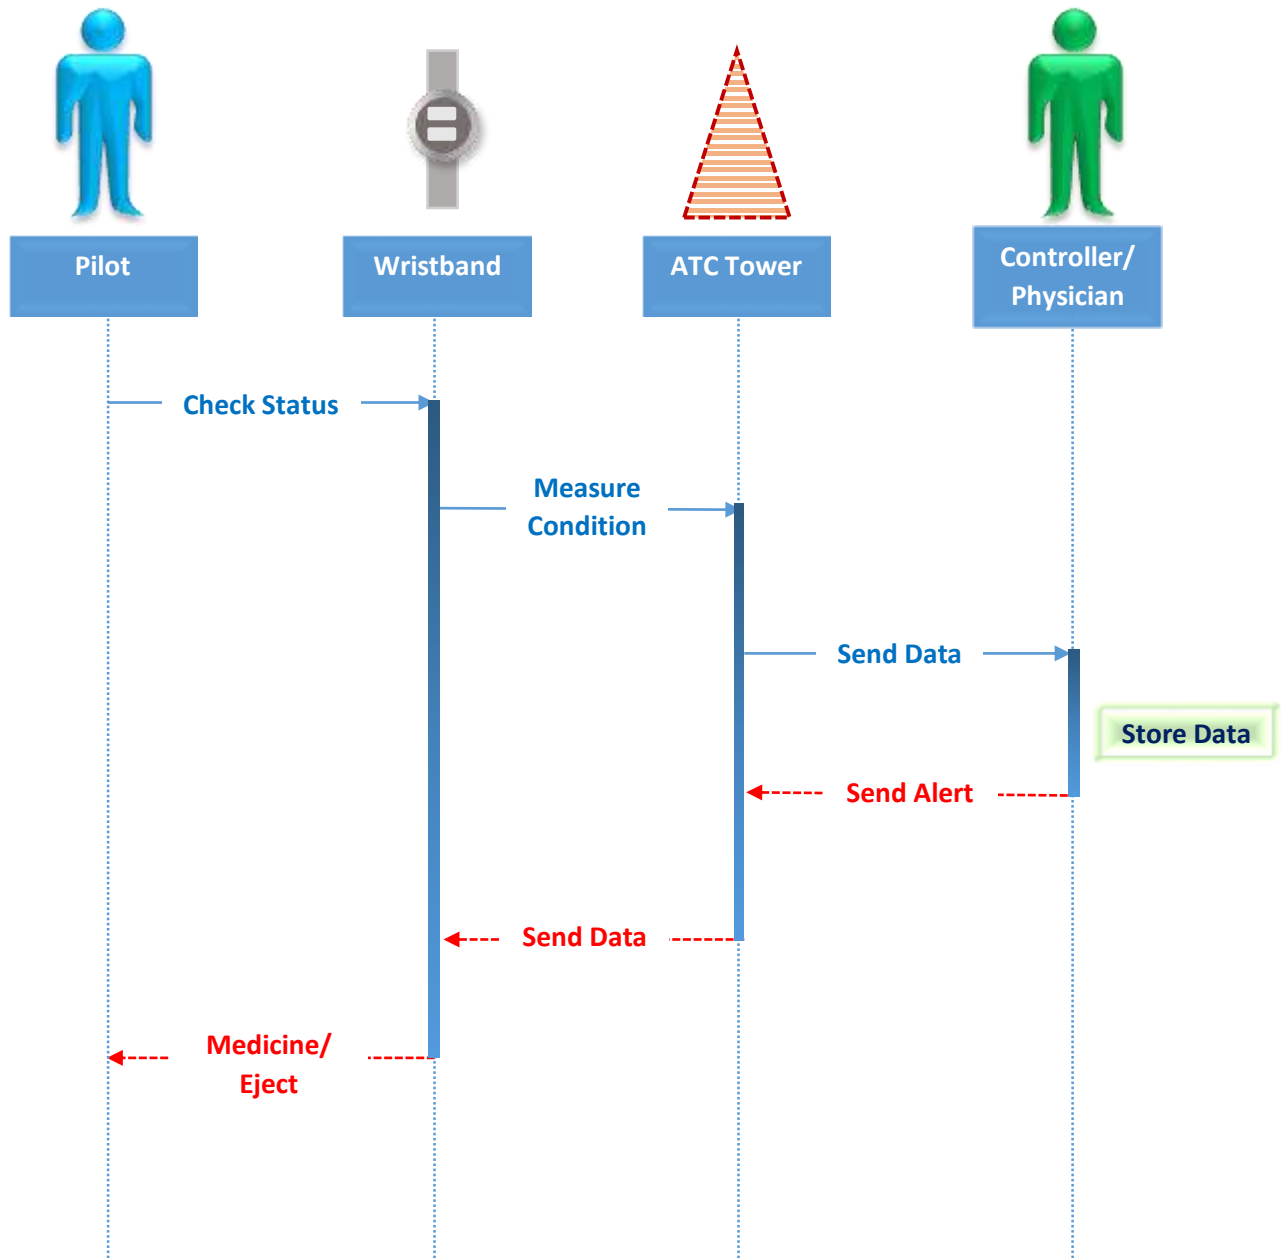 Pilot
Wristband
ATC Tower
Controller/
Physician
Check Status
Measure
Condition
Send Data
Store Data
Send Alert
Send Data
Medicine/
Eject